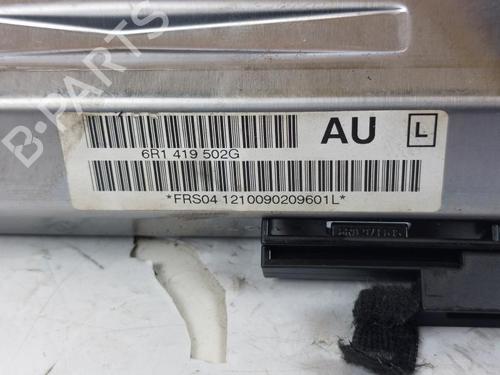 B-PARTS
AU
L
6R1 419 502G
*FRS04 1210090209601L*